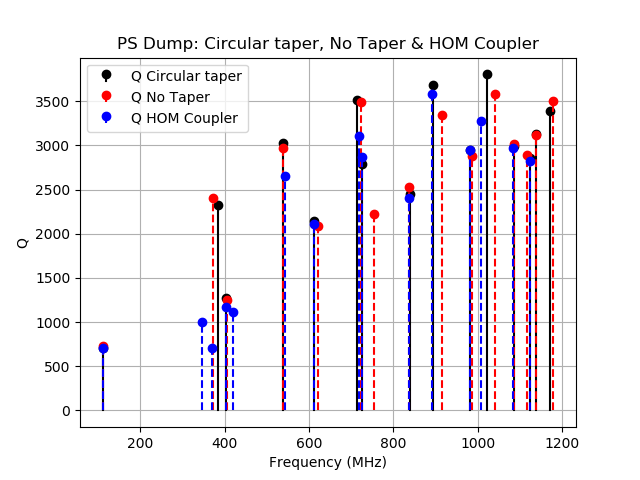 PS Dump: Circular taper, No Taper & HOM Coupler
Q Circular taper
Q No Taper
Q HOM Coupler
3500
3000
2500
2000
1500
1000
500
0
Q
200 400 600 800 1000 1200
Frequency (MHz)